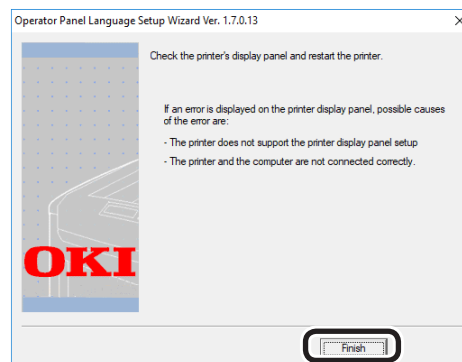 Operator Panel Language Setup Wizard Ver. 1.7.0.13
Check the printer's display panel and restart the printer.
If an error is displayed on the printer display panel, possible causes
of the error are:
- The printer does not support the printer display panel setup
- The printer and the computer are not connected correctly.
OKI
Finish